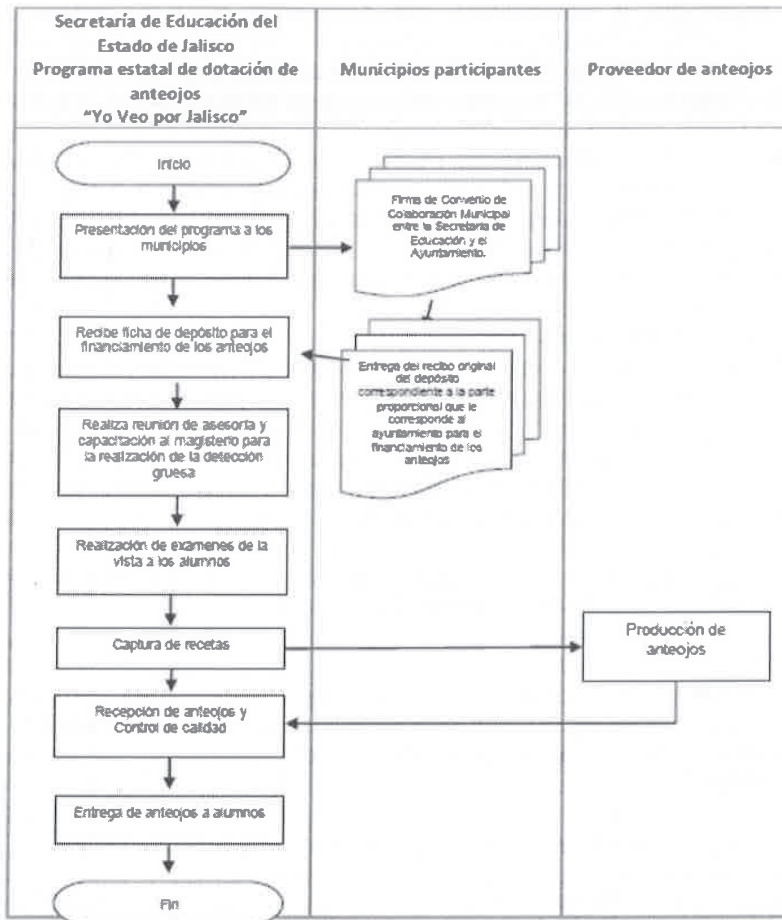 Secretaría de Educación del
Estado de Jalisco
Programa estatal de dotación de
anteojos
"Yo Veo por Jalisco"
Municipios participantes
Proveedor de anteojos
Inicio
Presentación del programa a los
municipios
Firma de Convenio de
Colaboración Municipal
entre la Secretaría de
Educación y el
Ayuntamiento.
Recibe ficha de depósito para el
financiamiento de los anteojos
Entrega del recibo original
del depósito
correspondiente a la parte
proporcional que le
corresponde al
ayuntamiento para el
financiamiento de los
anteojos
Realiza reunión de asesoría y
capacitación al magisterio para
la realización de la detección
gruesa
Realización de exámenes de la
vista a los alumnos
Captura de recetas
Producción de
anteojos
Recepción de anteojos y
Control de calidad
Entrega de anteojos a alumnos
Fin